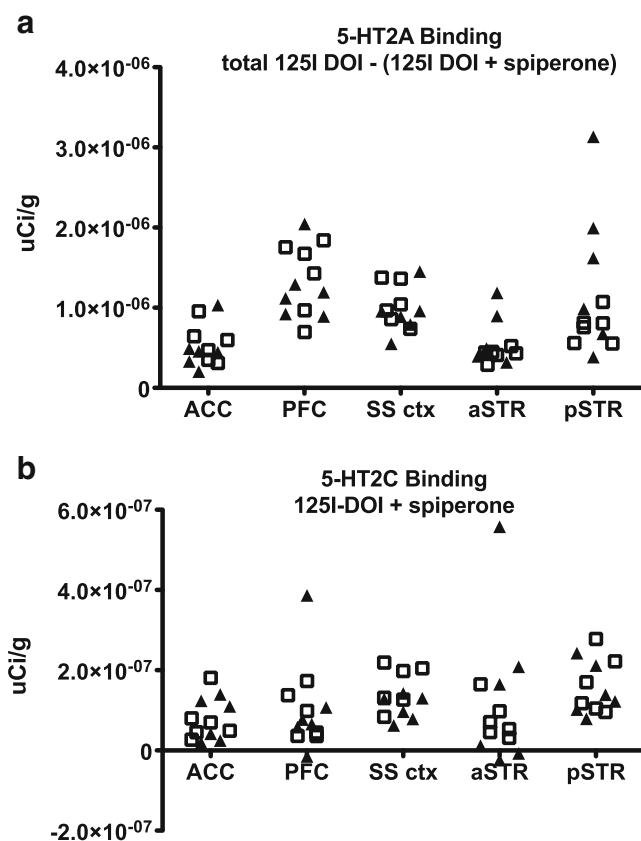 a
5-HT2A Binding
total 125I DOI - (125I DOI + spiperone)
4.0×10-06
3.0×10-06
2.0×10-06
1.0×10-06
0
uCi/g
ACC PFC SS ctx aSTR pSTR
b
5-HT2C Binding
125I-DOI + spiperone
6.0×10-07
4.0×10-07
2.0×10-07
0
-2.0×10-07
uCi/g
ACC PFC SS ctx aSTR pSTR